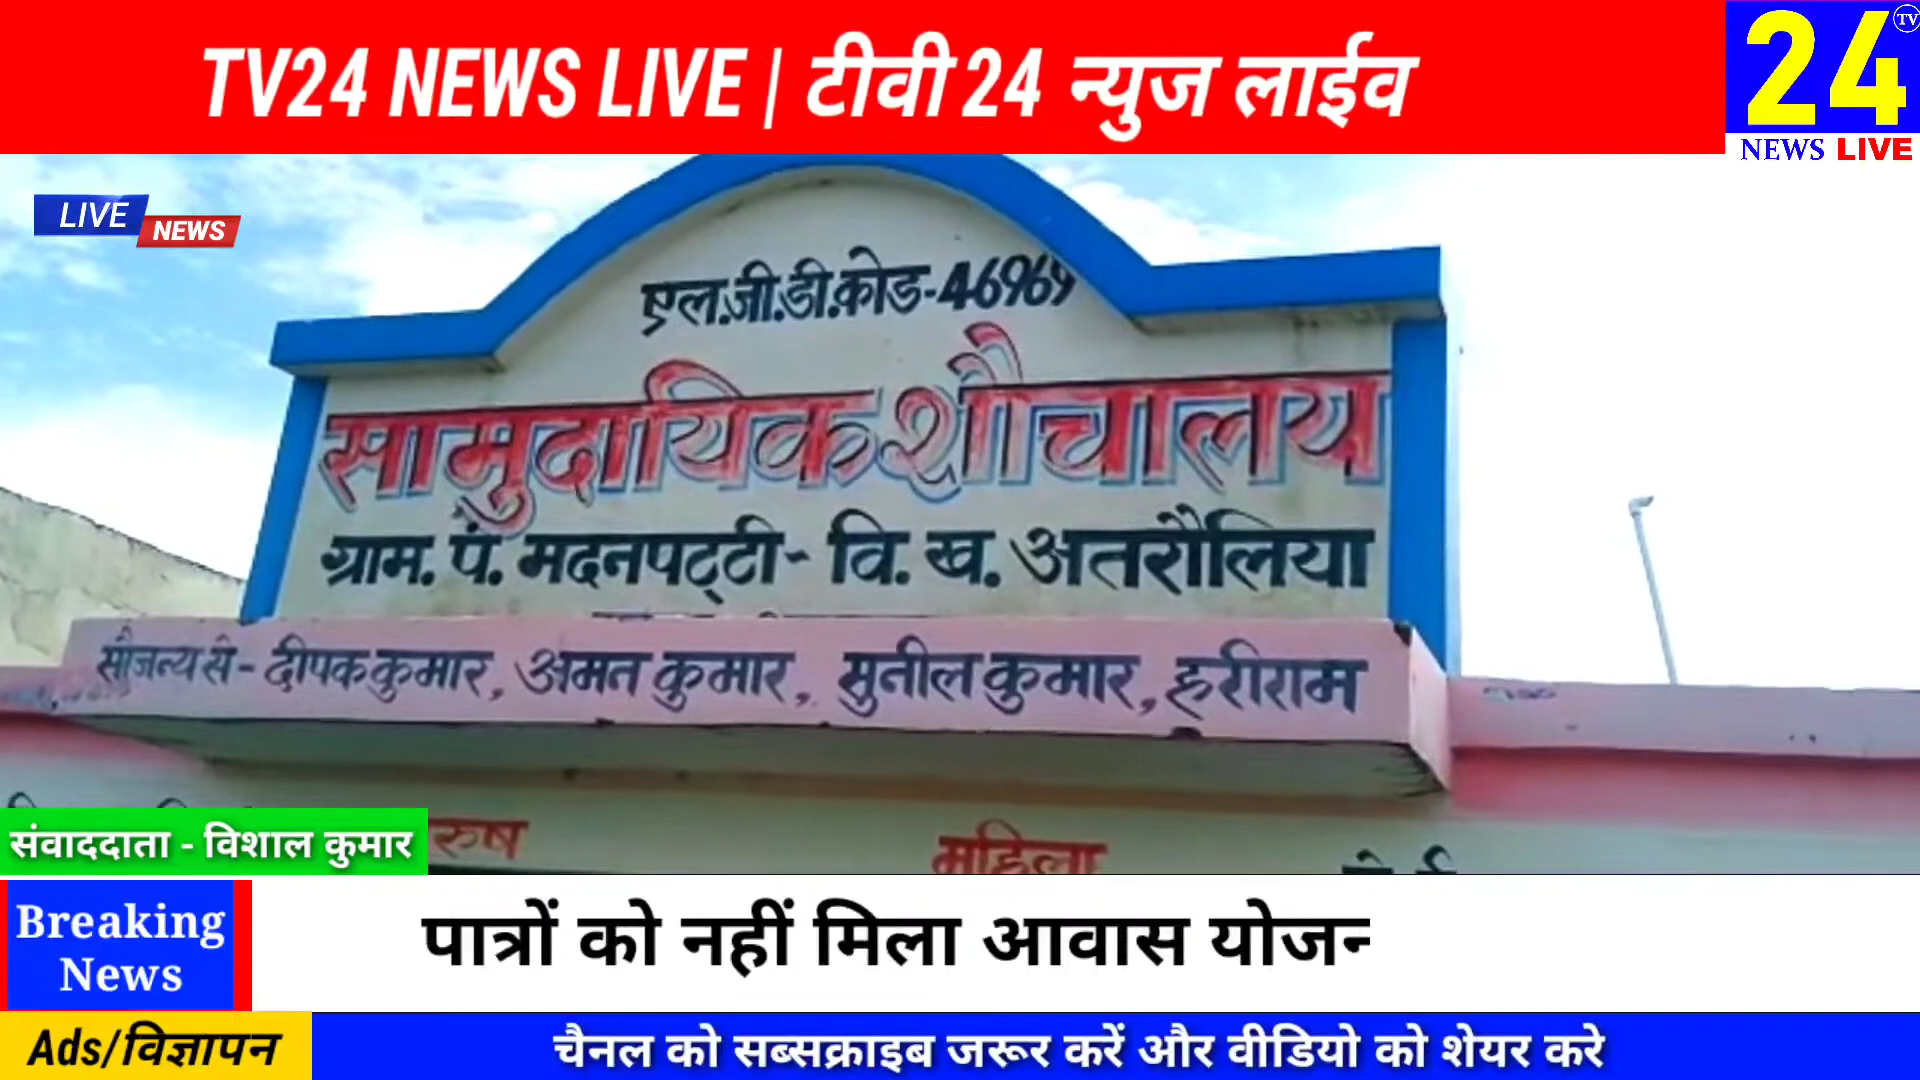 TV24 NEWS LIVE | टीवी 24 न्युज लाईव
24 TV
NEWS LIVE
LIVE NEWS
एल.जी.डी.कोड-46969
सामुदायिक शौचालय
ग्राम. पं. मदनपट्टी- वि. ख. अतरौलिया
सौजन्य से - दीपक कुमार, अमन कुमार, सुनील कुमार, हरीराम
रुष महिला
संवाददाता - विशाल कुमार
Breaking News
पात्रों को नहीं मिला आवास योजन
Ads/विज्ञापन
चैनल को सब्सक्राइब जरूर करें और वीडियो को शेयर करे